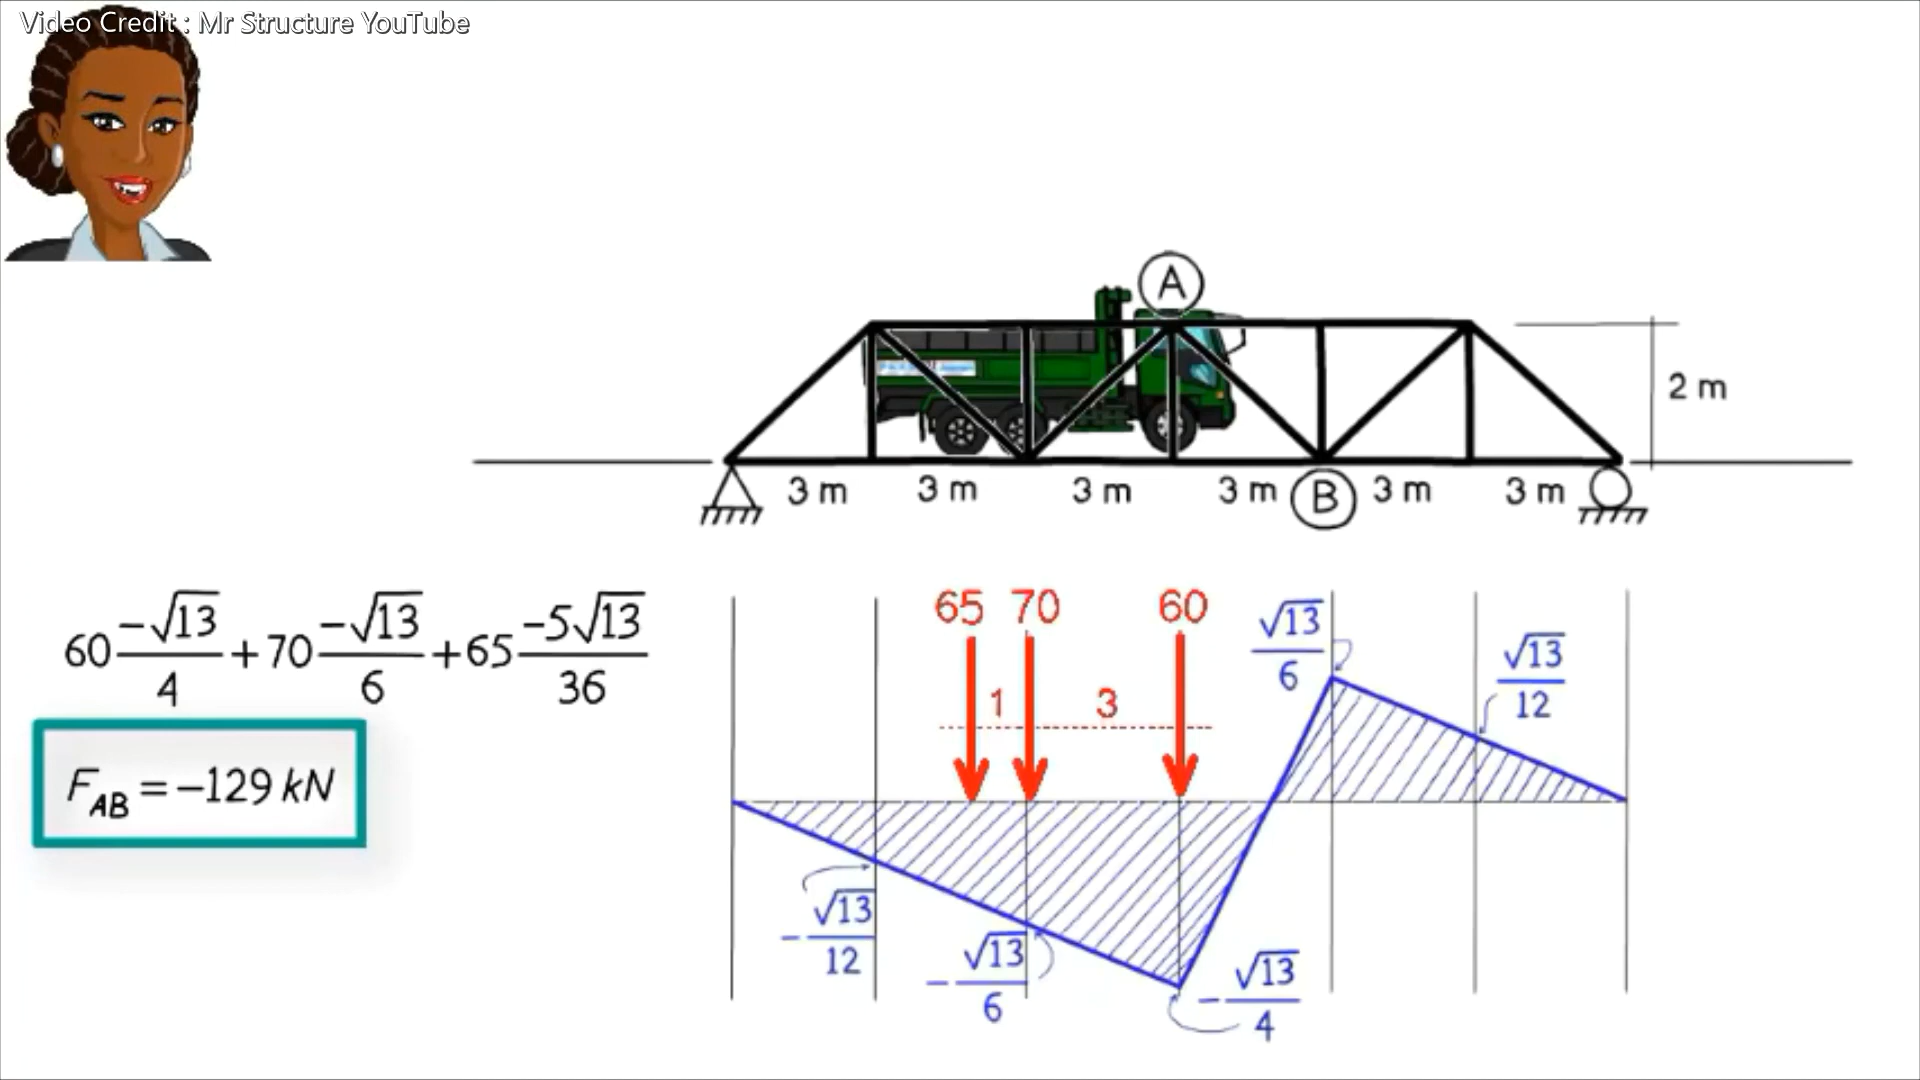 Video Credit : Mr Structure YouTube
A
2 m
3 m 3 m 3 m 3 m B 3 m 3 m
60 -√13/4 + 70 -√13/6 + 65 -5√13/36
F_AB = -129 kN
65 70 60
1 3
√13/6
√13/12
-√13/12
-√13/6
-√13/4